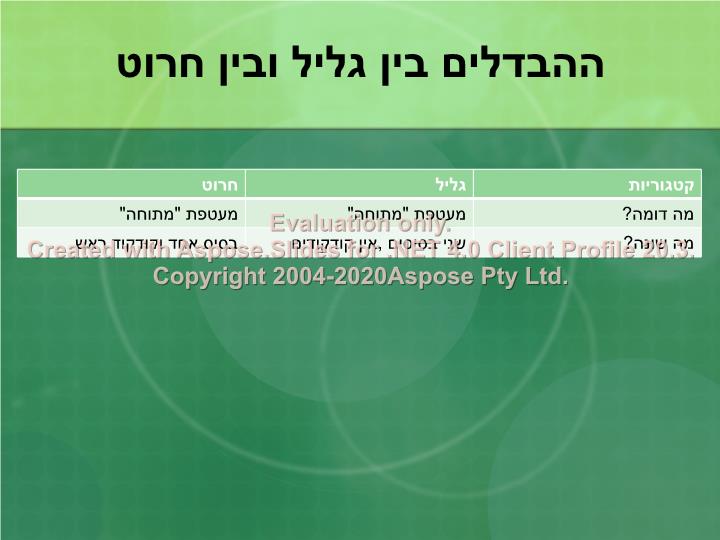 ההבדלים בין גליל ובין חרוט
קטגוריות גליל חרוט
מה דומה? מעטפת "מתוחה" מעטפת "מתוחה"
מה שונה? שני בסיסים ,אין קודקודים בסיס אחד וקודקוד ראש
Evaluation only.
Created with Aspose.Slides for .NET 4.0 Client Profile 20.3.
Copyright 2004-2020Aspose Pty Ltd.